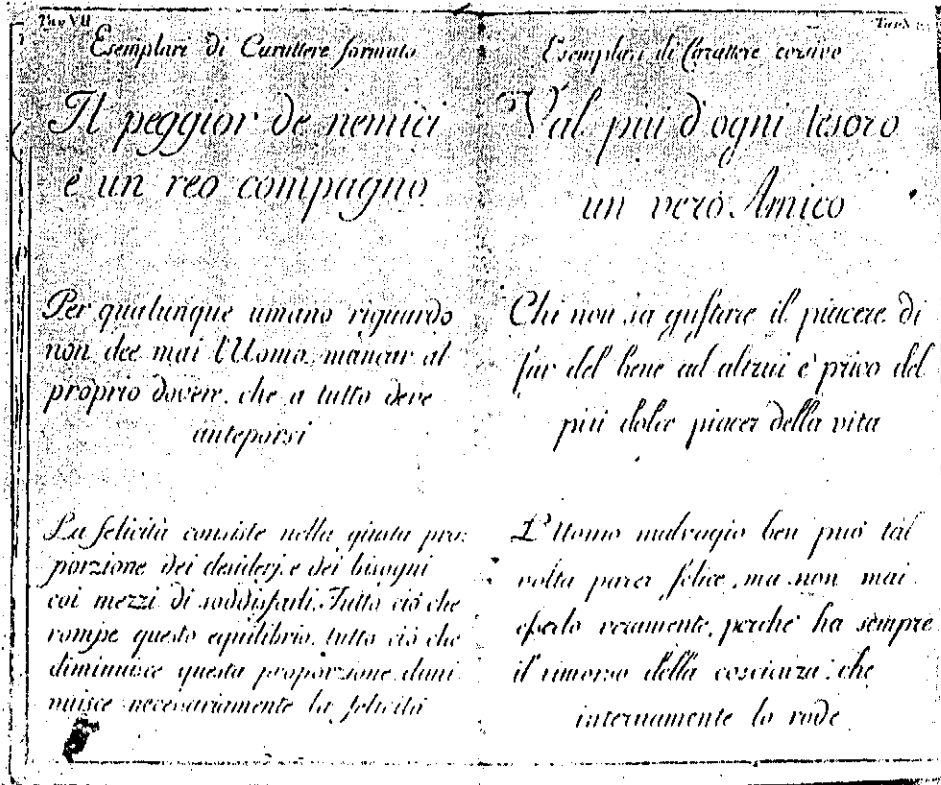 Tav VII
Esemplari di Carattere formato
Il peggior de nemici
è un reo compagno
Per qualunque umano riguardo
non dee mai l'Uomo mancar al
proprio dovere, che a tutto deve
anteporsi
La felicità consiste nella giusta pro:
porzione dei desiderj e dei bisogni
coi mezzi di soddisfarli. Tutto ciò che
rompe questo equilibrio, tutto ciò che
diminuisce questa proporzione dimi
nuisce necessariamente la felicità
Esemplari di Carattere corsivo
Val più d'ogni tesoro
un vero Amico
Chi non sa gustare il piacere di
far del bene ad altrui è privo del
più dolce piacer della vita
L'Uomo malvagio ben può tal
volta parer felice, ma non mai
esserlo veramente, perchè ha sempre
il rimorso della coscienza, che
internamente lo rode